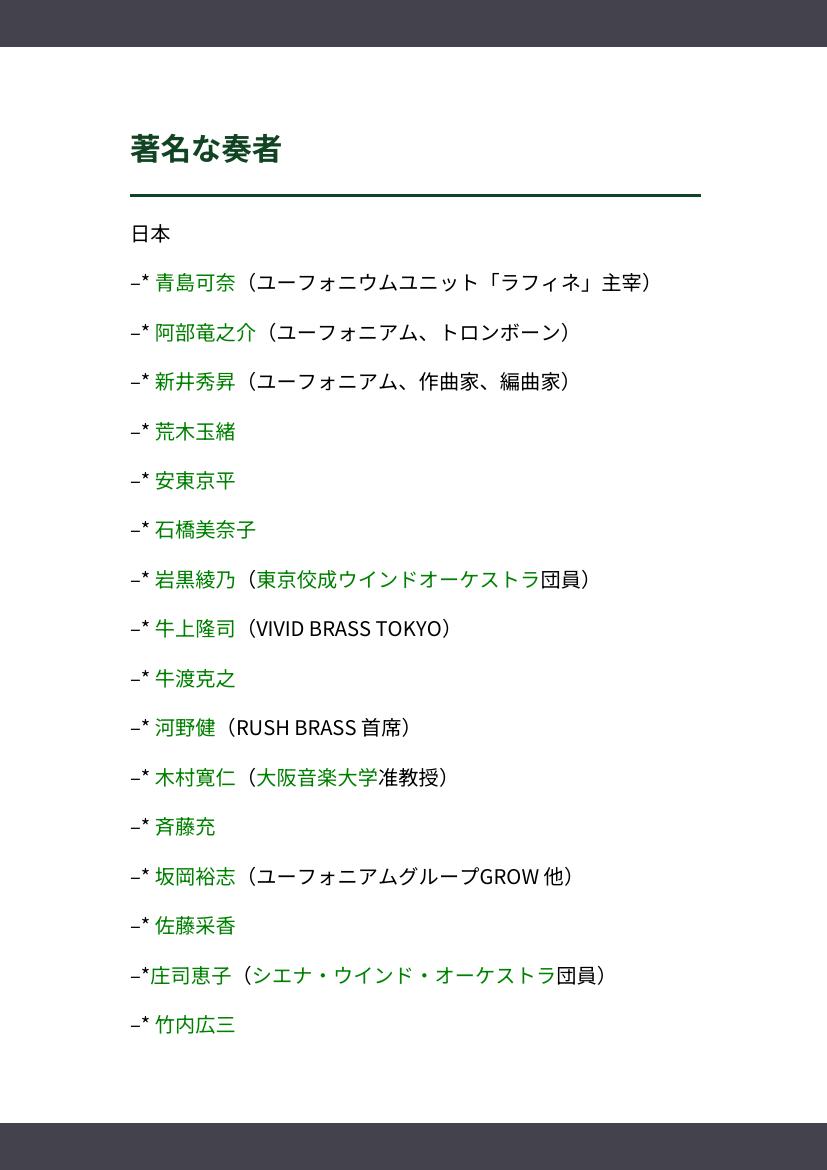 著名な奏者
日本
–* 青島可奈（ユーフォニウムユニット「ラフィネ」主宰）
–* 阿部竜之介（ユーフォニアム、トロンボーン）
–* 新井秀昇（ユーフォニアム、作曲家、編曲家）
–* 荒木玉緒
–* 安東京平
–* 石橋美奈子
–* 岩黒綾乃（東京佼成ウインドオーケストラ団員）
–* 牛上隆司（VIVID BRASS TOKYO）
–* 牛渡克之
–* 河野健（RUSH BRASS 首席）
–* 木村寛仁（大阪音楽大学准教授）
–* 斉藤充
–* 坂岡裕志（ユーフォニアムグループGROW 他）
–* 佐藤采香
–*庄司恵子（シエナ・ウインド・オーケストラ団員）
–* 竹内広三